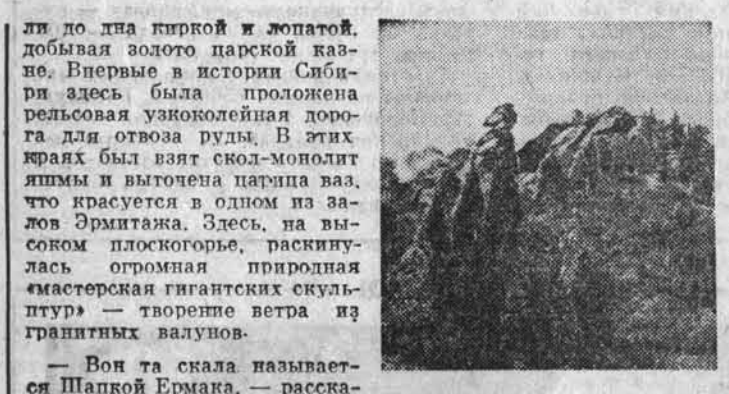 ли до дна киркой и лопатой,
добывая золото царской каз-
не. Впервые в истории Сиби-
ри здесь была проложена
рельсовая узкоколейная доро-
га для отвоза руды. В этих
краях был взят скол-монолит
яшмы и выточена царица ваз,
что красуется в одном из за-
лов Эрмитажа. Здесь, на вы-
соком плоскогорье, раскину-
лась огромная природная
«мастерская гигантских скуль-
птур» — творение ветра из
гранитных валунов.
— Вон та скала называет-
ся Шапкой Ермака, — расска-